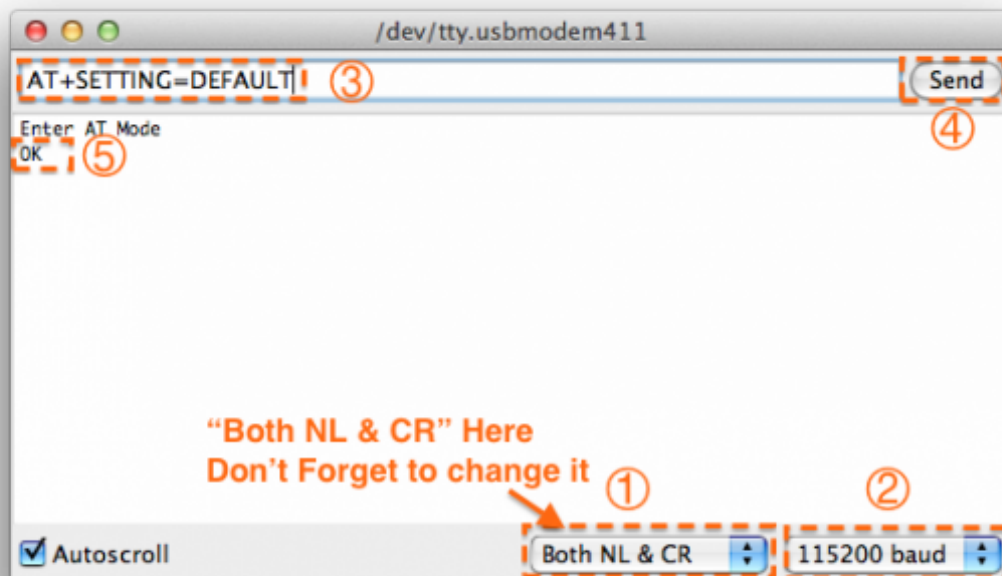 /dev/tty.usbmodem411
AT+SETTING=DEFAULT ③ Send
④
Enter AT Mode
OK ⑤
“Both NL & CR” Here
Don’t Forget to change it
① ②
Autoscroll Both NL & CR 115200 baud